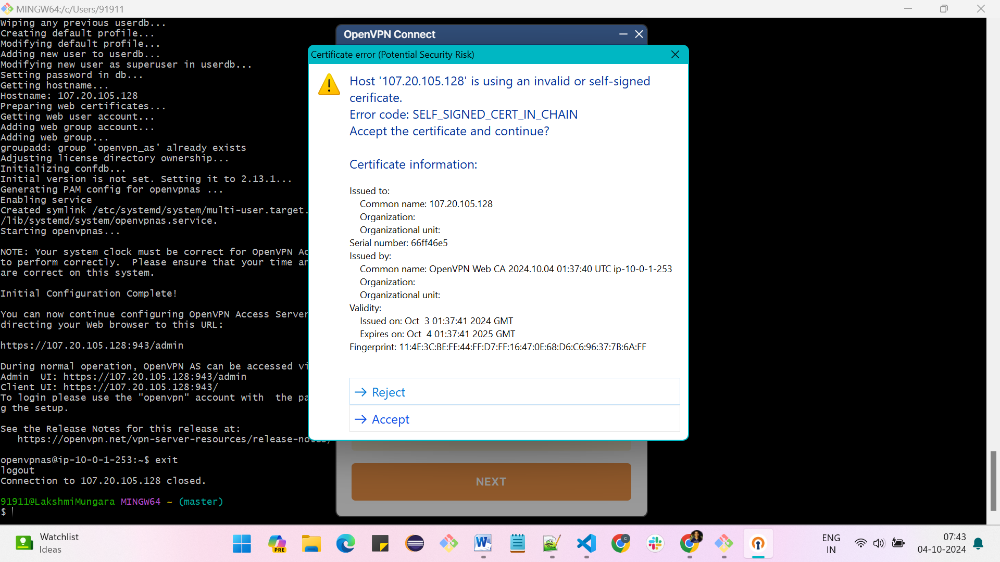 MINGW64:/c/Users/91911
Wiping any previous userdb...
Creating default profile...
Modifying default profile...
Adding new user to userdb...
Modifying new user as superuser in userdb...
Setting password in db...
Getting hostname...
Hostname: 107.20.105.128
Preparing web certificates...
Getting web user account...
Adding web group account...
Adding web group...
groupadd: group 'openvpn_as' already exists
Adjusting license directory ownership...
Initializing confdb...
Initial version is not set. Setting it to 2.13.1...
Generating PAM config for openvpnas ...
Enabling service
Created symlink /etc/systemd/system/multi-user.target.
/lib/systemd/system/openvpnas.service.
Starting openvpnas...
NOTE: Your system clock must be correct for OpenVPN Ac
to perform correctly.  Please ensure that your time an
are correct on this system.
Initial Configuration Complete!
You can now continue configuring OpenVPN Access Server
directing your Web browser to this URL:
https://107.20.105.128:943/admin
During normal operation, OpenVPN AS can be accessed vi
Admin  UI: https://107.20.105.128:943/admin
Client UI: https://107.20.105.128:943/
To login please use the "openvpn" account with  the pa
g the setup.
See the Release Notes for this release at:
https://openvpn.net/vpn-server-resources/release-notes/
openvpnas@ip-10-0-1-253:~$ exit
logout
Connection to 107.20.105.128 closed.
91911@LakshmiMungara MINGW64 ~ (master)
$
OpenVPN Connect
Certificate error (Potential Security Risk)
Host '107.20.105.128' is using an invalid or self-signed
cerificate.
Error code: SELF_SIGNED_CERT_IN_CHAIN
Accept the certificate and continue?
Certificate information:
Issued to:
Common name: 107.20.105.128
Organization:
Organizational unit:
Serial number: 66ff46e5
Issued by:
Common name: OpenVPN Web CA 2024.10.04 01:37:40 UTC ip-10-0-1-253
Organization:
Organizational unit:
Validity:
Issued on: Oct  3 01:37:41 2024 GMT
Expires on: Oct  4 01:37:41 2025 GMT
Fingerprint: 11:4E:3C:BE:FE:44:FF:D7:FF:16:47:0E:68:D6:C6:96:37:7B:6A:FF
→ Reject
→ Accept
NEXT
Watchlist
Ideas
PRE
ENG
IN
07:43
04-10-2024